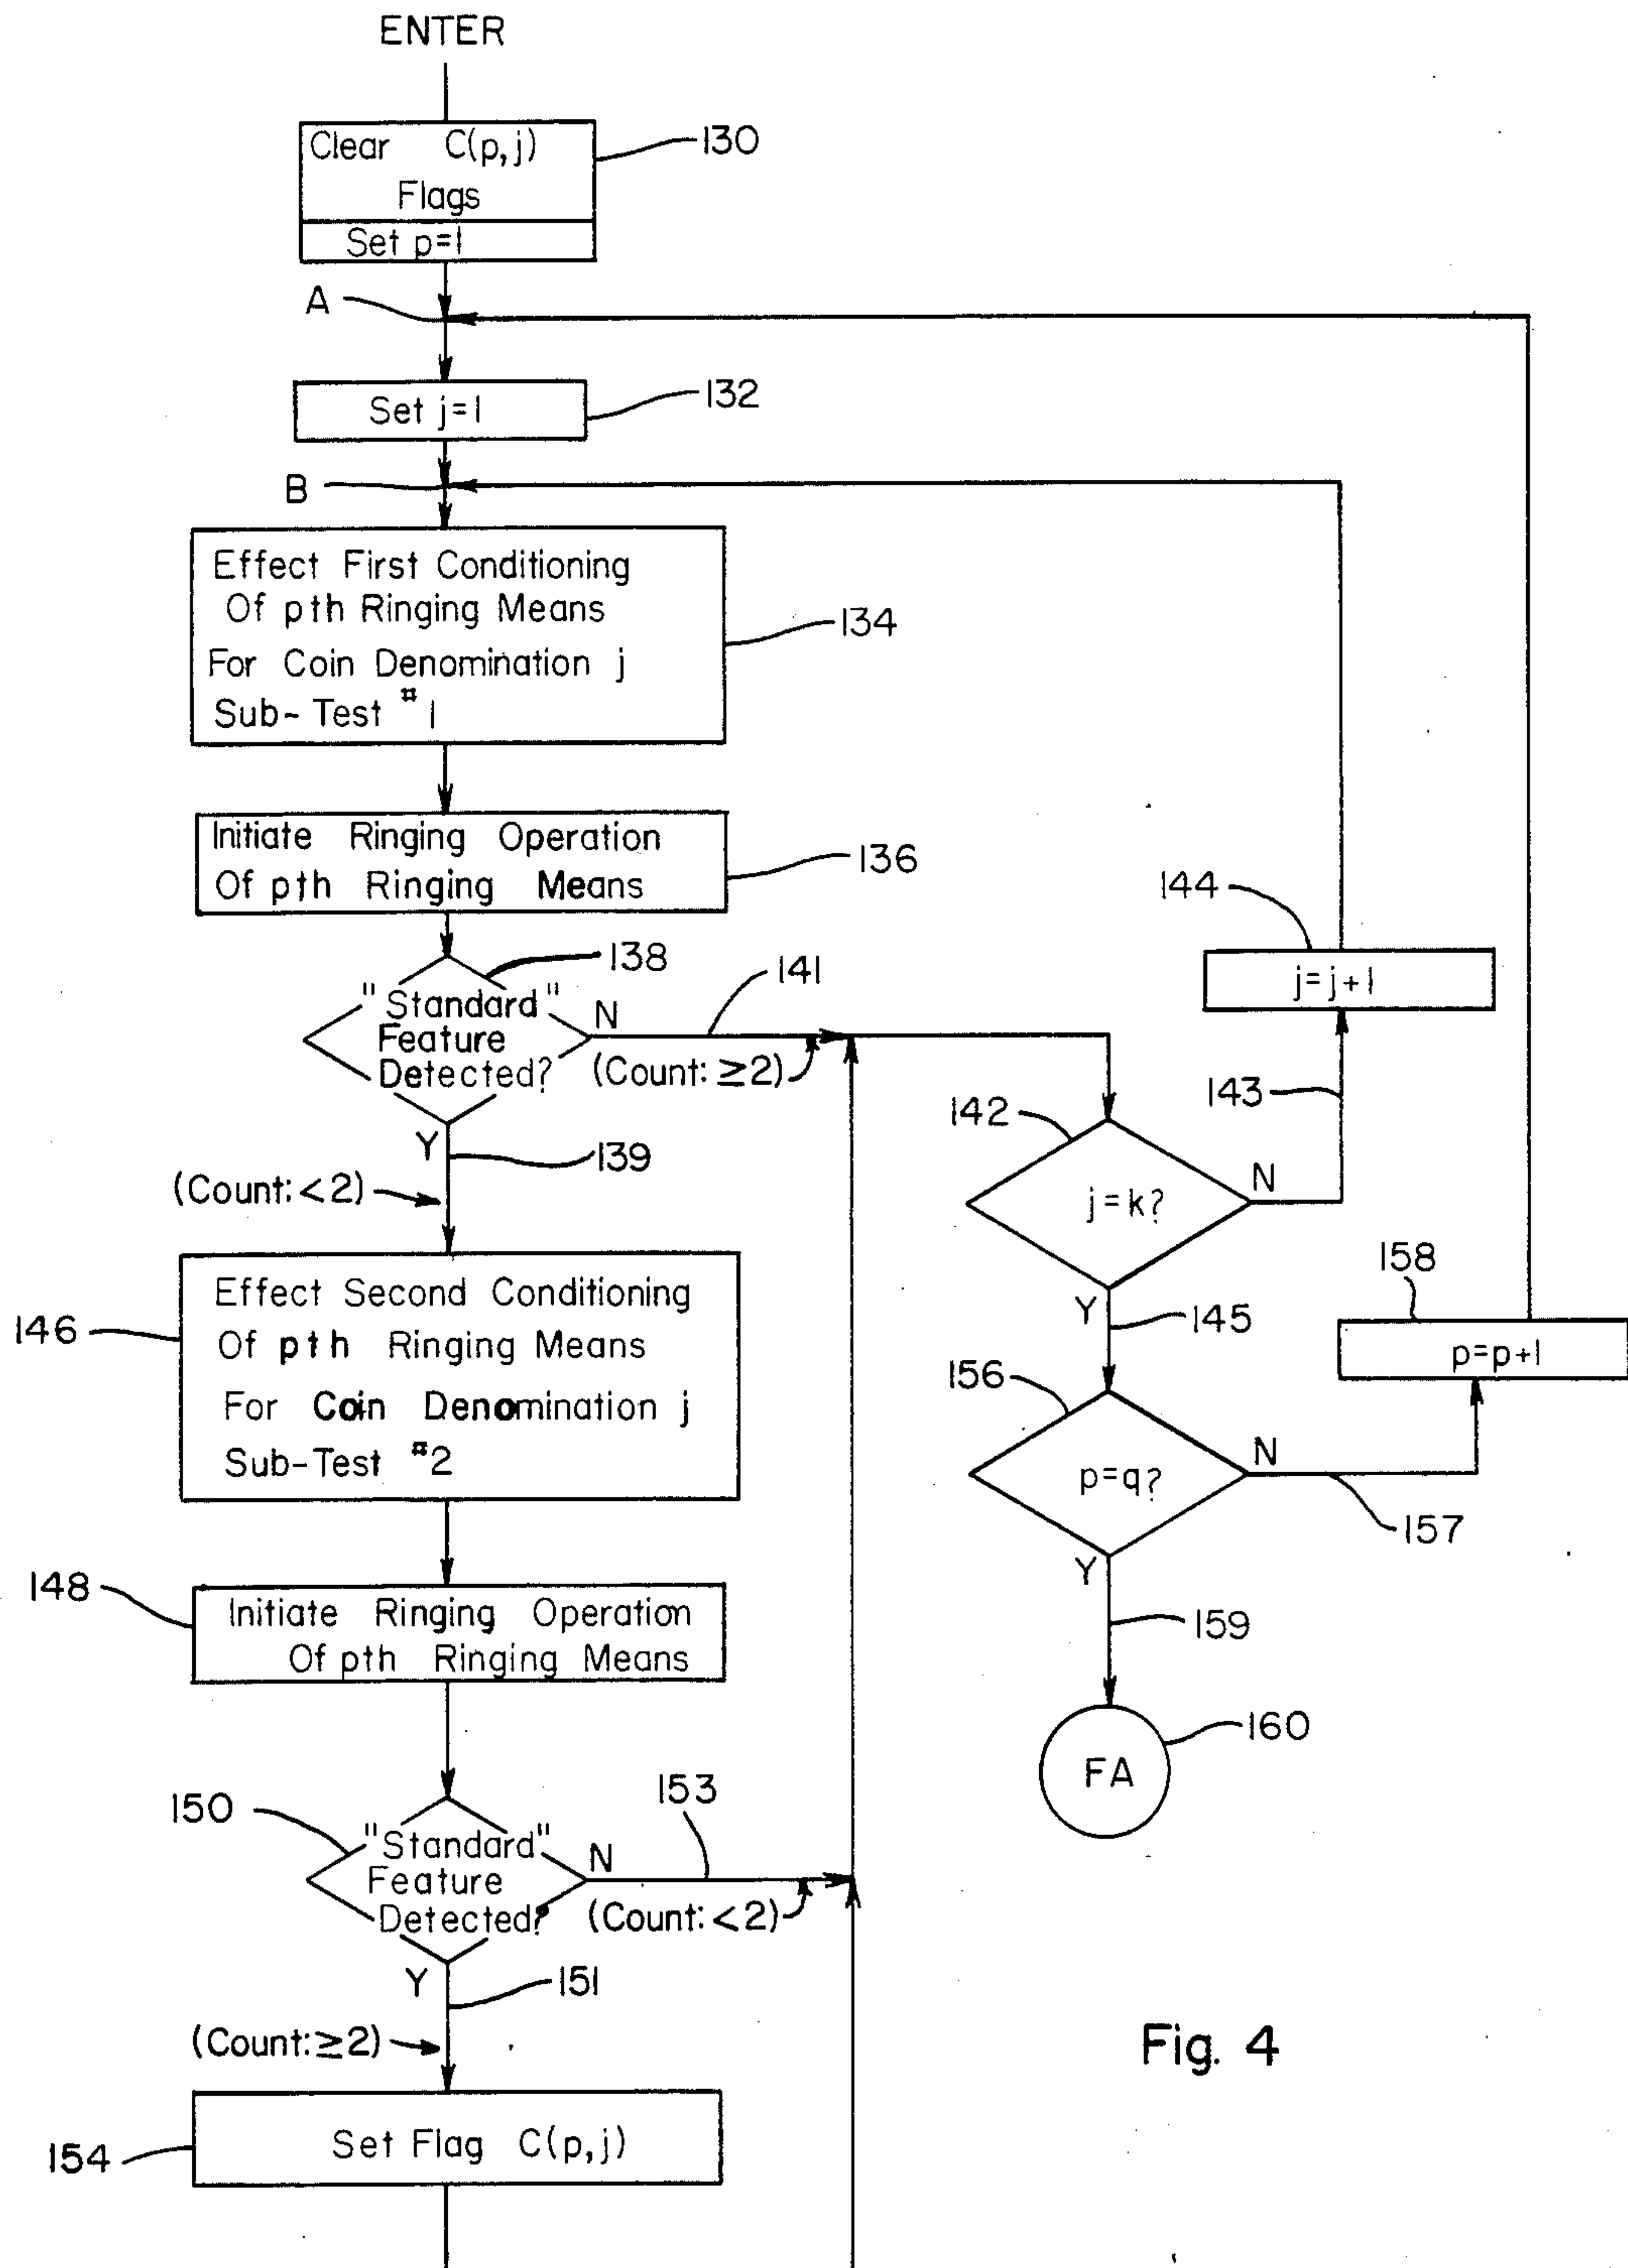 ENTER
Clear C(p,j)
Flags
Set p=1
130
A
Set j=1
132
B
Effect First Conditioning
Of pth Ringing Means
For Coin Denomination j
Sub-Test #1
134
Initiate Ringing Operation
Of pth Ringing Means
136
138
"Standard"
Feature
Detected?
N
141
(Count: ≥2)
Y
139
(Count: <2)
144
j=j+1
143
142
j=k?
N
Y
145
158
p=p+1
156
p=q?
N
157
Y
159
FA
160
146
Effect Second Conditioning
Of pth Ringing Means
For Coin Denomination j
Sub-Test #2
148
Initiate Ringing Operation
Of pth Ringing Means
150
"Standard"
Feature
Detected?
N
153
(Count: <2)
Y
151
(Count: ≥2)
154
Set Flag C(p,j)
Fig. 4